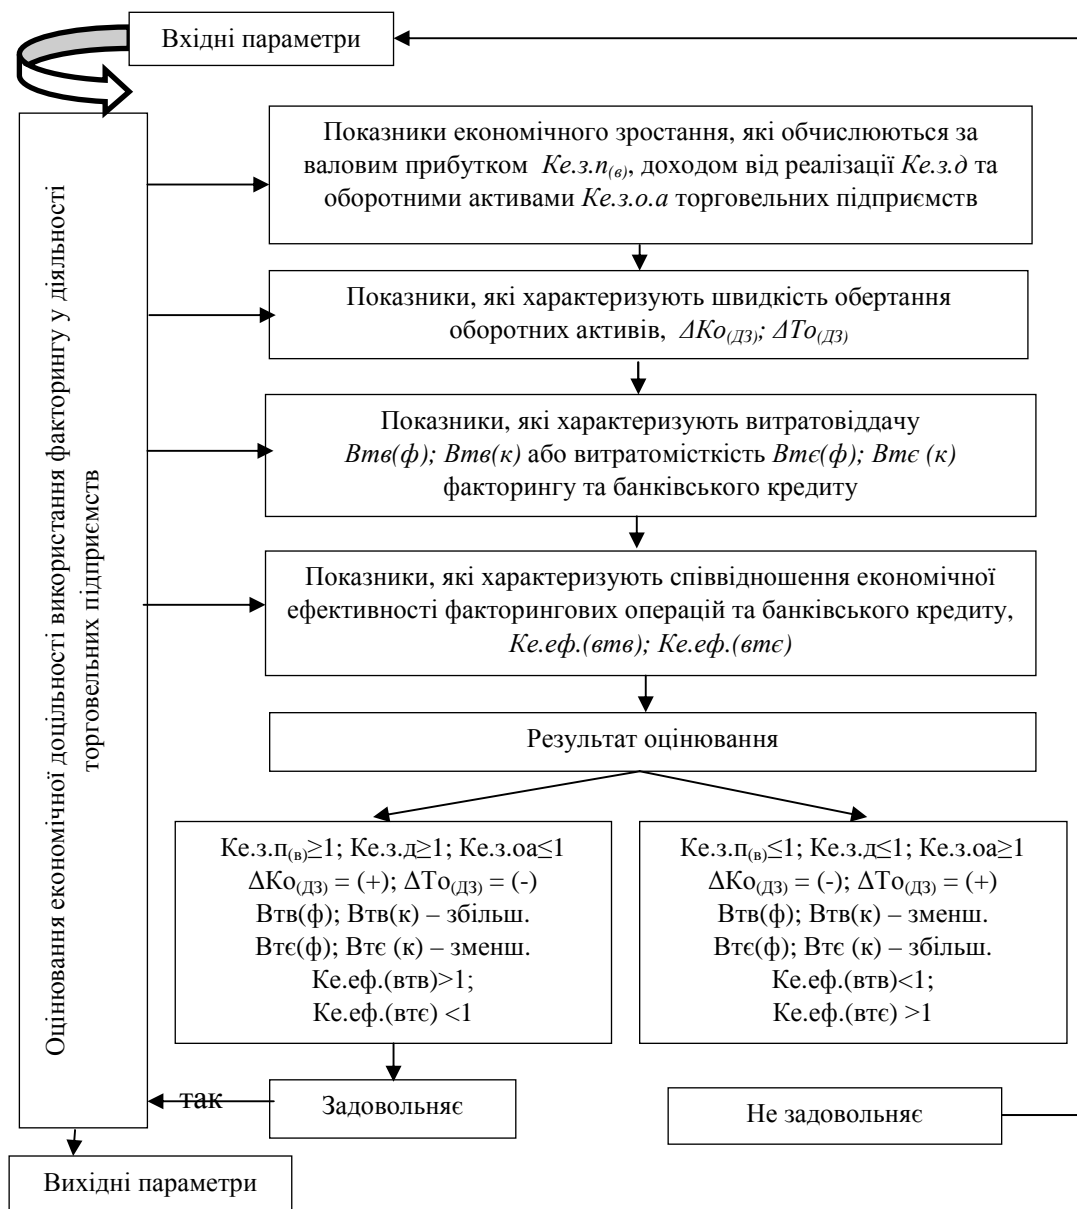 Вхідні параметри
Оцінювання економічної доцільності використання факторингу у діяльності
торговельних підприємств
Показники економічного зростання, які обчислюються за
валовим прибутком Ке.з.п(в), доходом від реалізації Ке.з.д та
оборотними активами Ке.з.о.а торговельних підприємств
Показники, які характеризують швидкість обертання
оборотних активів, ΔКо(ДЗ); ΔТо(ДЗ)
Показники, які характеризують витратовіддачу
Втв(ф); Втв(к) або витратомісткість Втє(ф); Втє (к)
факторингу та банківського кредиту
Показники, які характеризують співвідношення економічної
ефективності факторингових операцій та банківського кредиту,
Ке.еф.(втв); Ке.еф.(втє)
Результат оцінювання
Ке.з.п(в)≥1; Ке.з.д≥1; Ке.з.оа≤1
ΔКо(ДЗ) = (+); ΔТо(ДЗ) = (-)
Втв(ф); Втв(к) – збільш.
Втє(ф); Втє (к) – зменш.
Ке.еф.(втв)>1;
Ке.еф.(втє) <1
Ке.з.п(в)≤1; Ке.з.д≤1; Ке.з.оа≥1
ΔКо(ДЗ) = (-); ΔТо(ДЗ) = (+)
Втв(ф); Втв(к) – зменш.
Втє(ф); Втє (к) – збільш.
Ке.еф.(втв)<1;
Ке.еф.(втє) >1
так
Задовольняє
Не задовольняє
Вихідні параметри